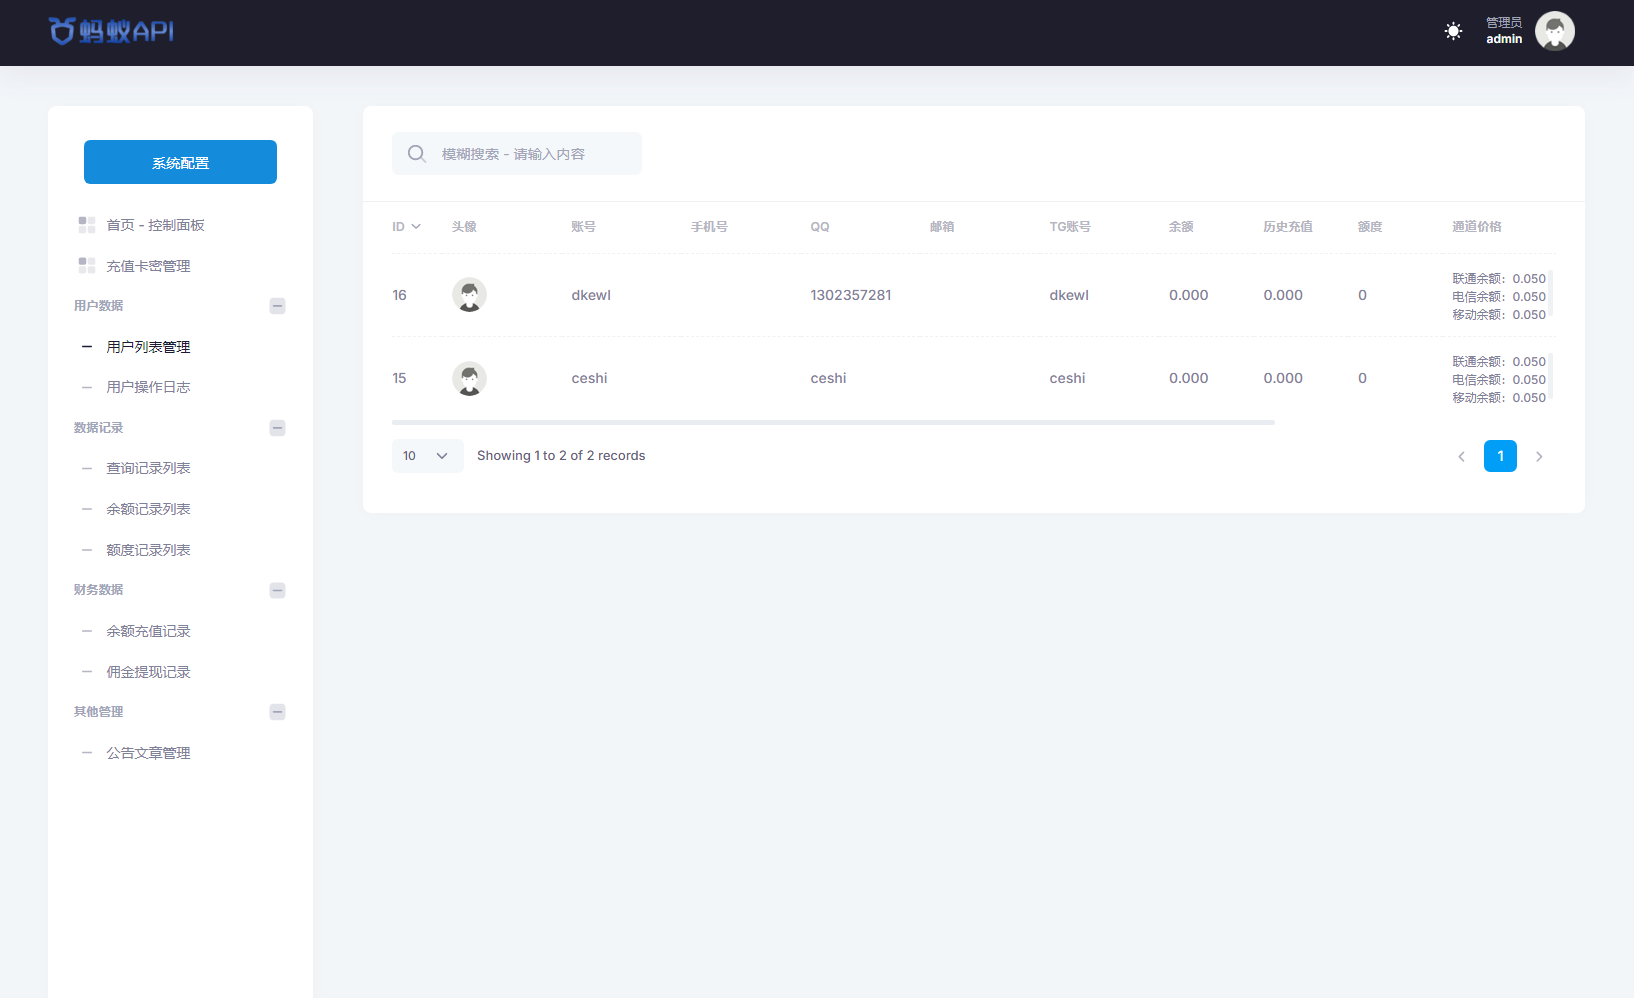 蚂蚁API
管理员
admin
系统配置
首页 - 控制面板
充值卡密管理
用户数据
用户列表管理
用户操作日志
数据记录
查询记录列表
余额记录列表
额度记录列表
财务数据
余额充值记录
佣金提现记录
其他管理
公告文章管理
模糊搜索 - 请输入内容
ID 头像 账号 手机号 QQ 邮箱 TG账号 余额 历史充值 额度 通道价格
16 dkewl 1302357281 dkewl 0.000 0.000 0
联通余额：0.050
电信余额：0.050
移动余额：0.050
15 ceshi ceshi ceshi 0.000 0.000 0
联通余额：0.050
电信余额：0.050
移动余额：0.050
10 Showing 1 to 2 of 2 records
1